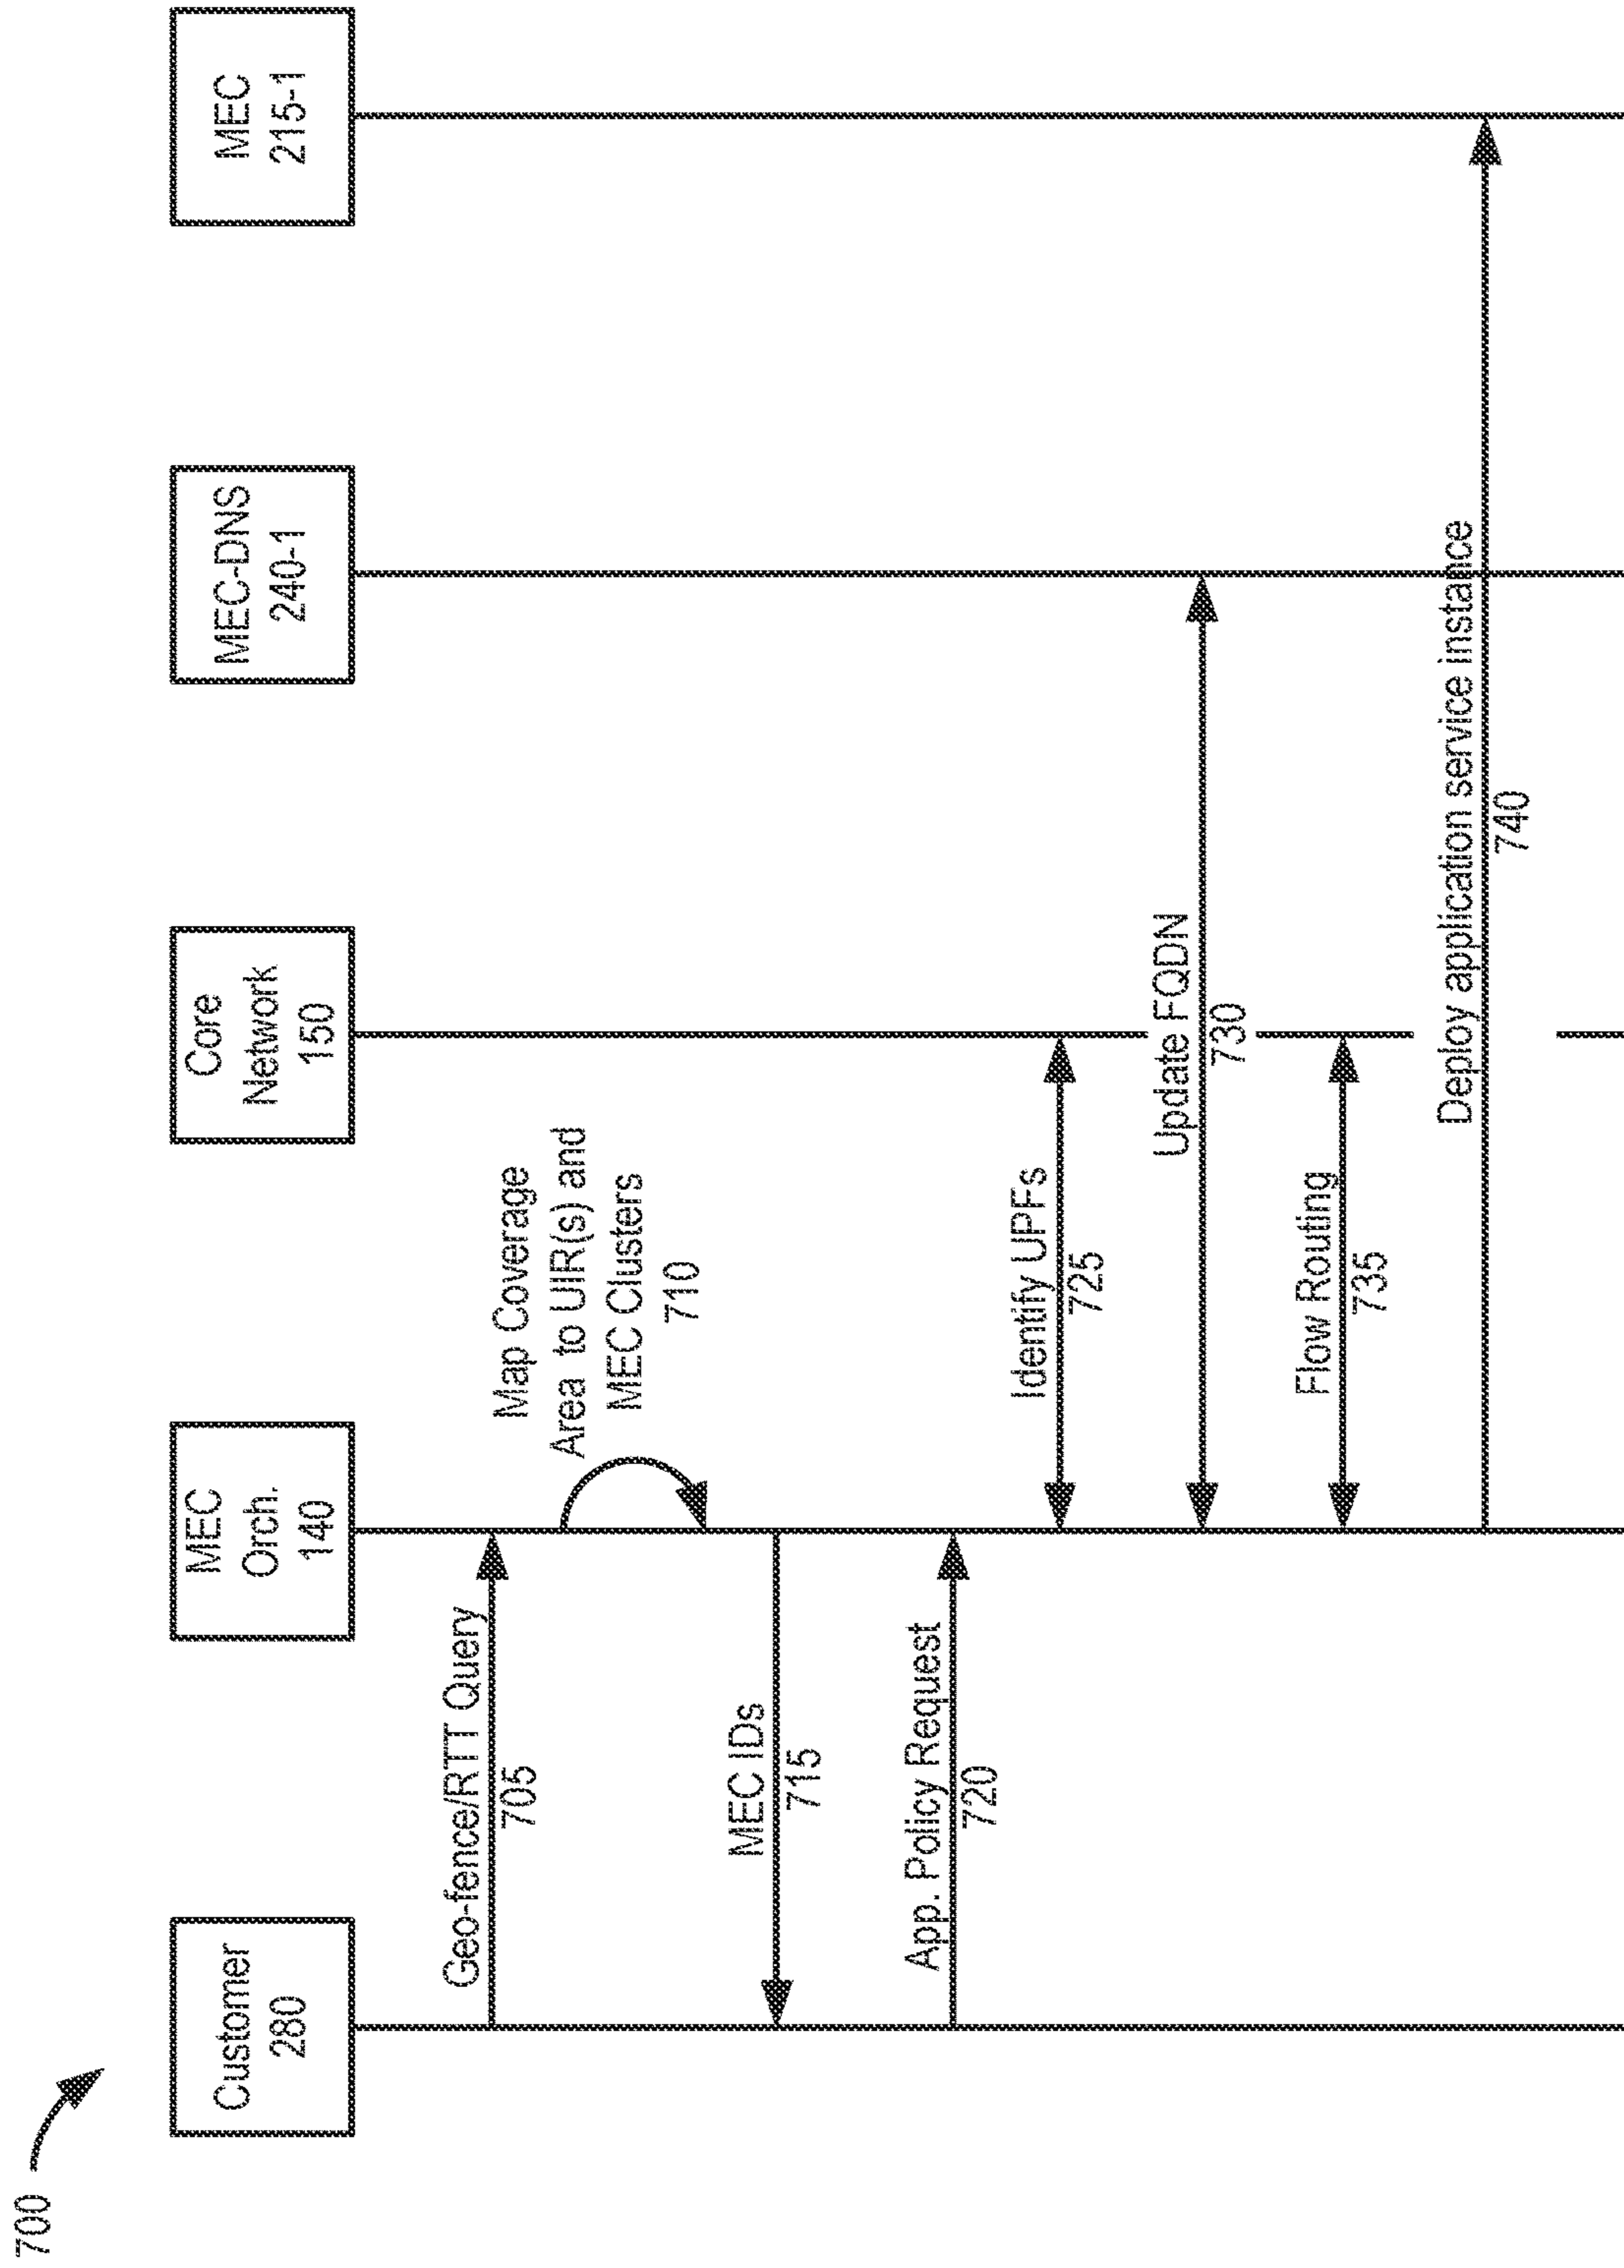 700
Customer
280
MEC
Orch.
140
Core
Network
150
MEC-DNS
240-1
MEC
215-1
Geo-fence/RTT Query
705
Map Coverage
Area to UIR(s) and
MEC Clusters
710
MEC IDs
715
App. Policy Request
720
Identify UPFs
725
Update FQDN
730
Flow Routing
735
Deploy application service instance
740